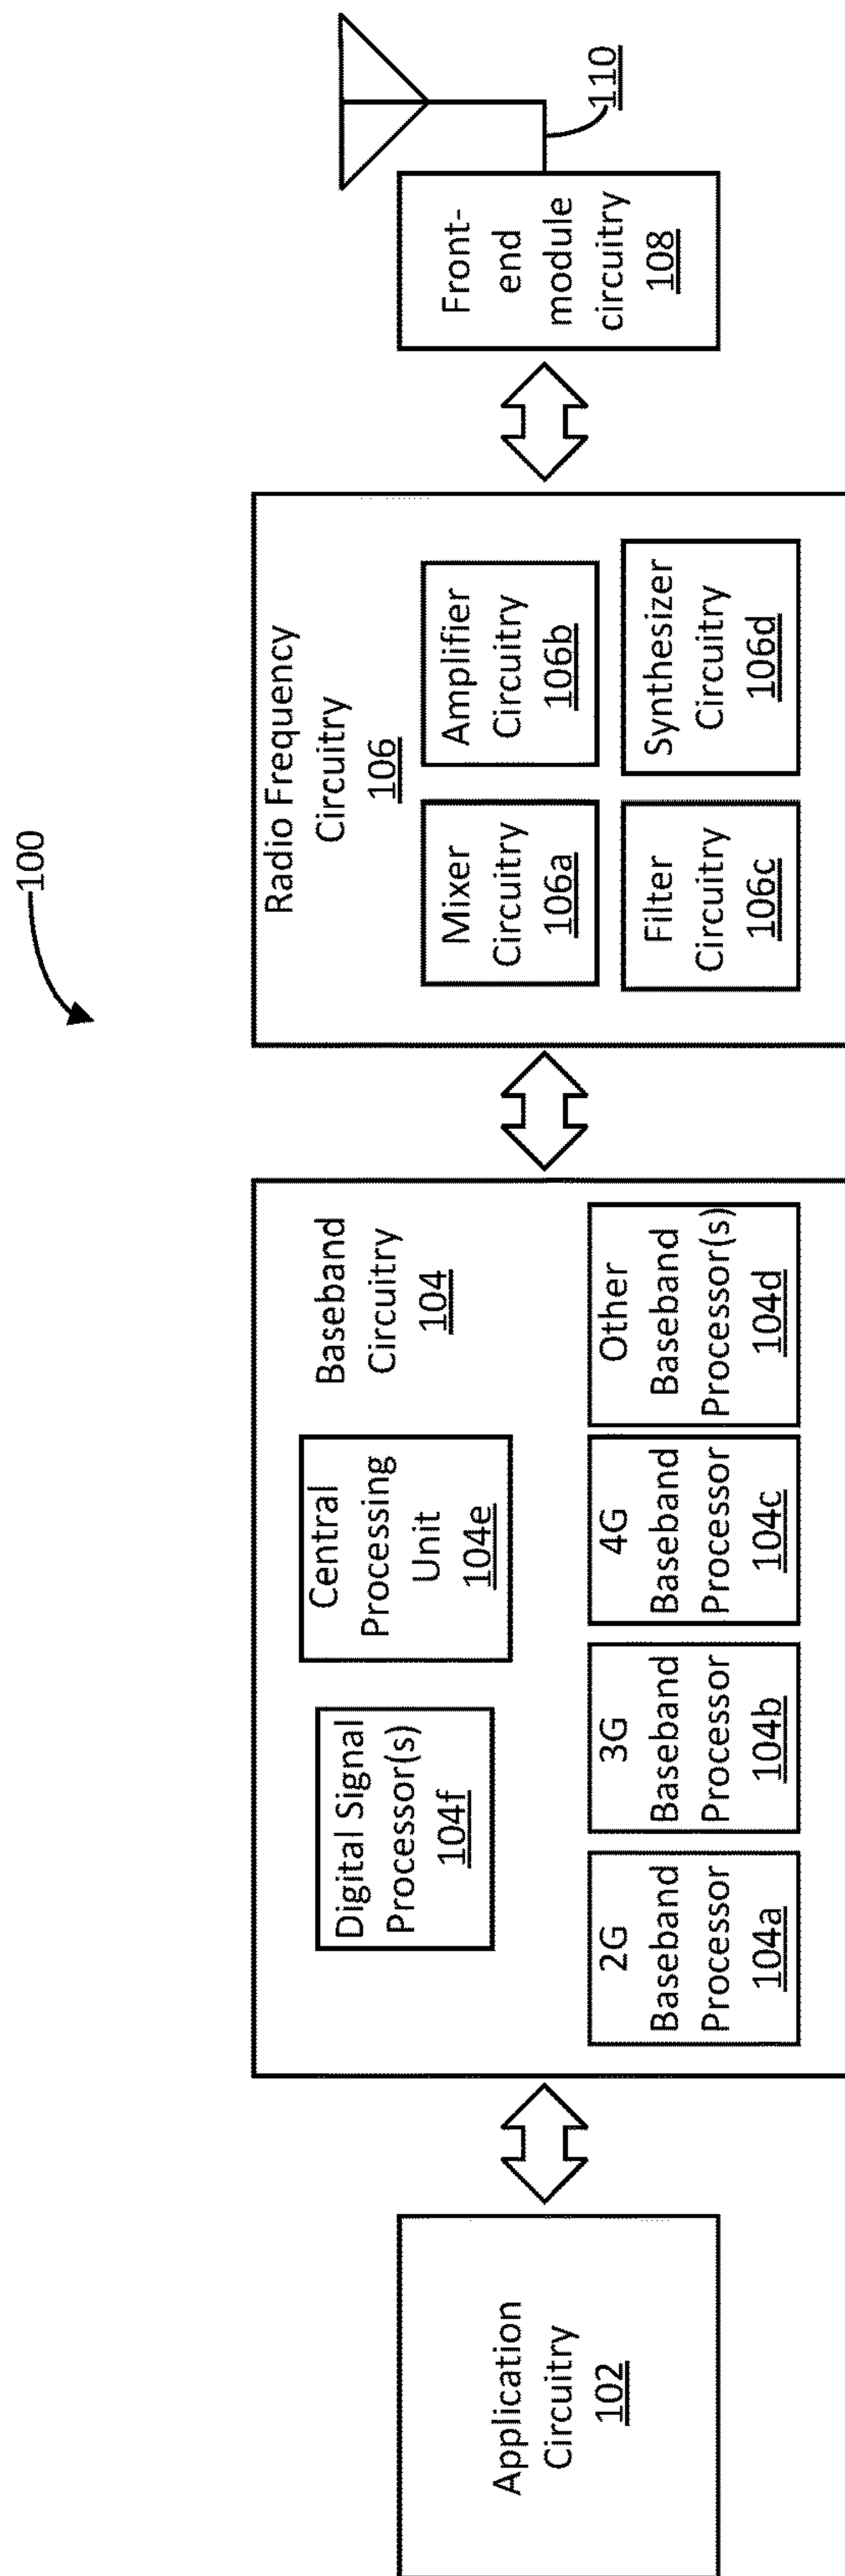 100
Application
Circuitry
102
Baseband
Circuitry
104
Digital Signal
Processor(s)
104f
Central
Processing
Unit
104e
2G
Baseband
Processor
104a
3G
Baseband
Processor
104b
4G
Baseband
Processor
104c
Other
Baseband
Processor(s)
104d
Radio Frequency
Circuitry
106
Mixer
Circuitry
106a
Amplifier
Circuitry
106b
Filter
Circuitry
106c
Synthesizer
Circuitry
106d
Front-
end
module
circuitry
108
110